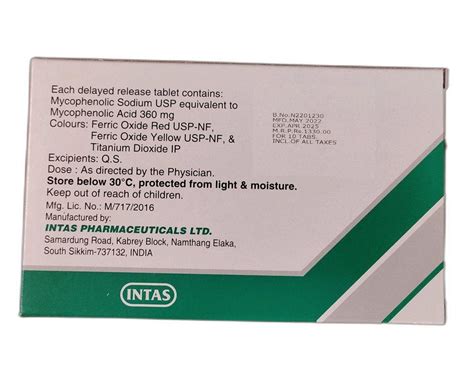 Each delayed release tablet contains:
Mycophenolic Sodium USP equivalent to
Mycophenolic Acid 360 mg
Colours: Ferric Oxide Red USP-NF,
Ferric Oxide Yellow USP-NF, &
Titanium Dioxide IP
Excipients: Q.S.
Dose : As directed by the Physician.
Store below 30°C, protected from light & moisture.
Keep out of reach of children.
Mfg. Lic. No.: M/717/2016
Manufactured by:
INTAS PHARMACEUTICALS LTD.
Samardung Road, Kabrey Block, Namthang Elaka,
South Sikkim-737132, INDIA
B.No.N2201230
MFD.MAY 2022
EXP.APR.2025
M.R.P.Rs.1330.00
FOR 10 TABS.
INCL.OF ALL TAXES
INTAS